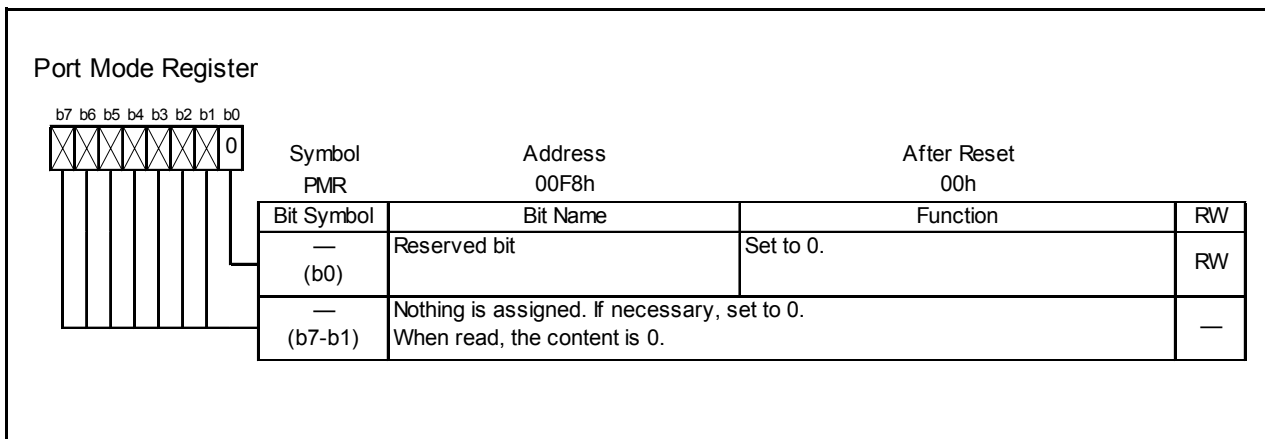 Port Mode Register
b7 b6 b5 b4 b3 b2 b1 b0
0
Symbol Address After Reset
PMR 00F8h 00h
Bit Symbol Bit Name Function RW
— Reserved bit Set to 0. RW
(b0)
— Nothing is assigned. If necessary, set to 0. —
(b7-b1) When read, the content is 0.